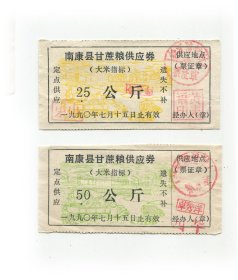 南康县甘蔗粮供应券
（大米指标）
定点供应
25 公斤
遗失不补
一九九〇年七月十五日止有效
供应地点
（票证章）
经办人（章）
南康县甘蔗粮供应券
（大米指标）
定点供应
50 公斤
遗失不补
一九九〇年七月十五日止有效
供应地点
（票证章）
经办人（章）